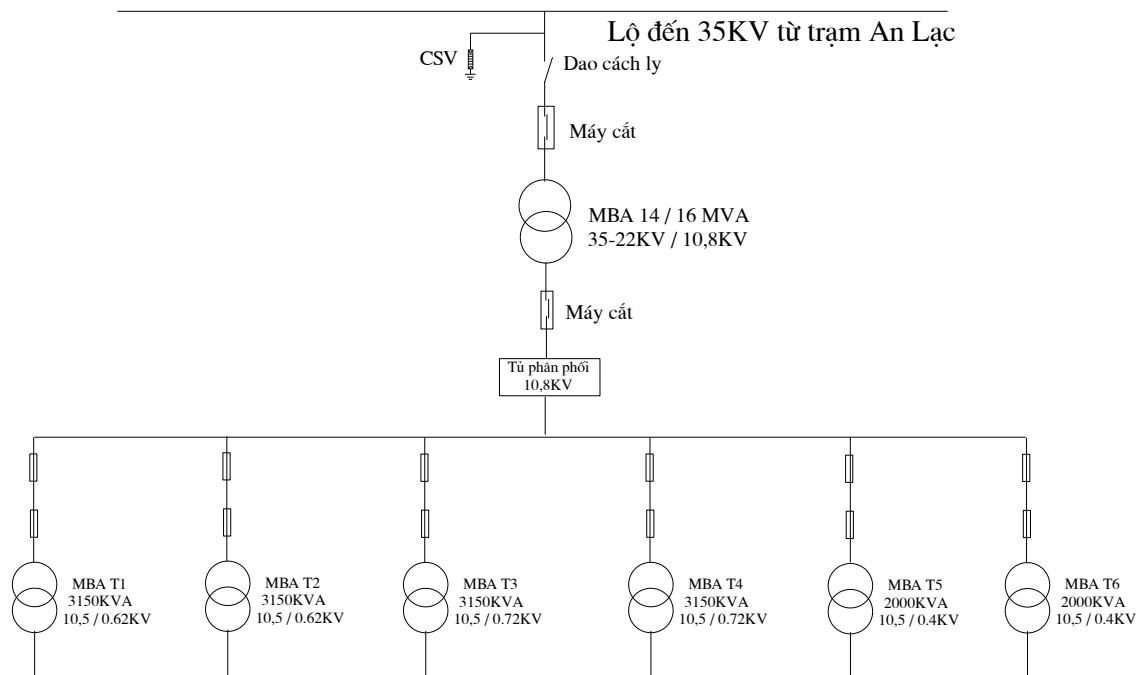 Lộ đến 35KV từ trạm An Lạc
CSV
Dao cách ly
Máy cắt
MBA 14 / 16 MVA
35-22KV / 10,8KV
Máy cắt
Tủ phân phối
10,8KV
MBA T1
3150KVA
10,5 / 0.62KV
MBA T2
3150KVA
10,5 / 0.62KV
MBA T3
3150KVA
10,5 / 0.72KV
MBA T4
3150KVA
10,5 / 0.72KV
MBA T5
2000KVA
10,5 / 0.4KV
MBA T6
2000KVA
10,5 / 0.4KV